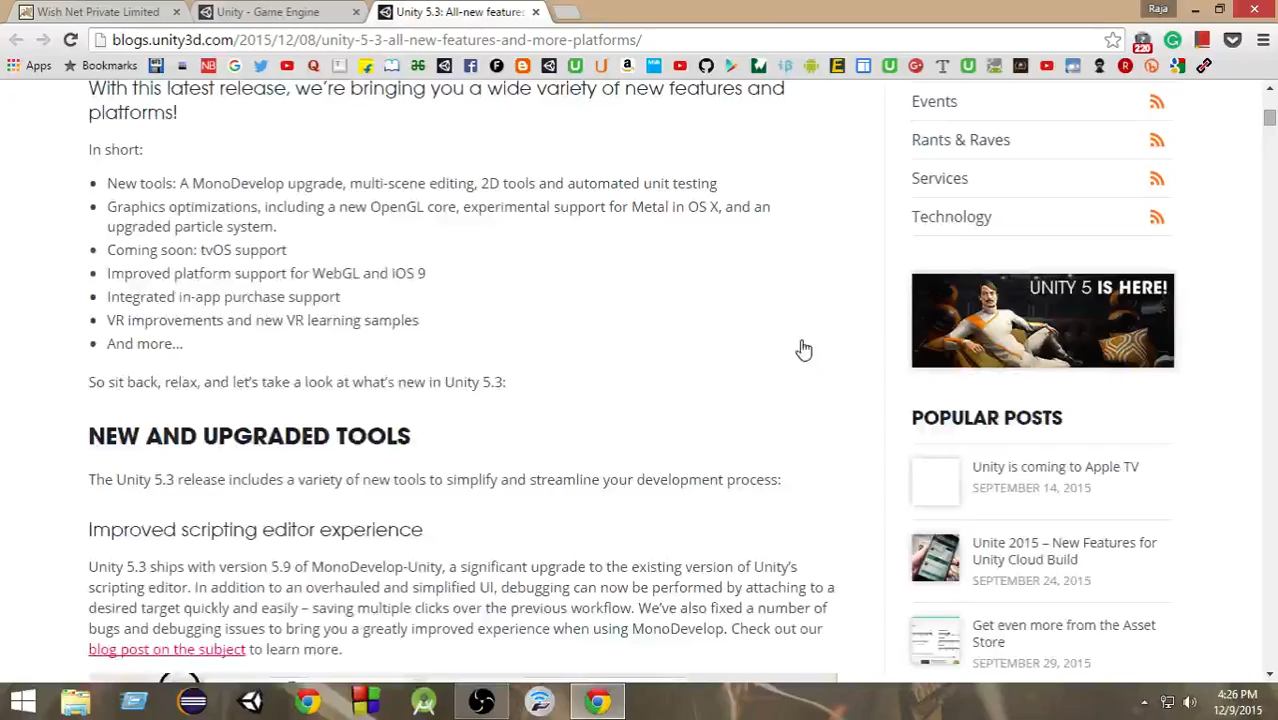 Wish Net Private Limited
Unity - Game Engine
Unity 5.3: All-new feature
Raja
blogs.unity3d.com/2015/12/08/unity-5-3-all-new-features-and-more-platforms/
220
Apps
Bookmarks
With this latest release, we're bringing you a wide variety of new features and
platforms!
In short:
New tools: A MonoDevelop upgrade, multi-scene editing, 2D tools and automated unit testing
Graphics optimizations, including a new OpenGL core, experimental support for Metal in OS X, and an
upgraded particle system.
Coming soon: tvOS support
Improved platform support for WebGL and iOS 9
Integrated in-app purchase support
VR improvements and new VR learning samples
And more...
So sit back, relax, and let's take a look at what's new in Unity 5.3:
NEW AND UPGRADED TOOLS
The Unity 5.3 release includes a variety of new tools to simplify and streamline your development process:
Improved scripting editor experience
Unity 5.3 ships with version 5.9 of MonoDevelop-Unity, a significant upgrade to the existing version of Unity's
scripting editor. In addition to an overhauled and simplified UI, debugging can now be performed by attaching to a
desired target quickly and easily – saving multiple clicks over the previous workflow. We've also fixed a number of
bugs and debugging issues to bring you a greatly improved experience when using MonoDevelop. Check out our
blog post on the subject to learn more.
Events
Rants & Raves
Services
Technology
UNITY 5 IS HERE!
POPULAR POSTS
Unity is coming to Apple TV
SEPTEMBER 14, 2015
Unite 2015 – New Features for
Unity Cloud Build
SEPTEMBER 24, 2015
Get even more from the Asset
Store
SEPTEMBER 29, 2015
4:26 PM
12/9/2015